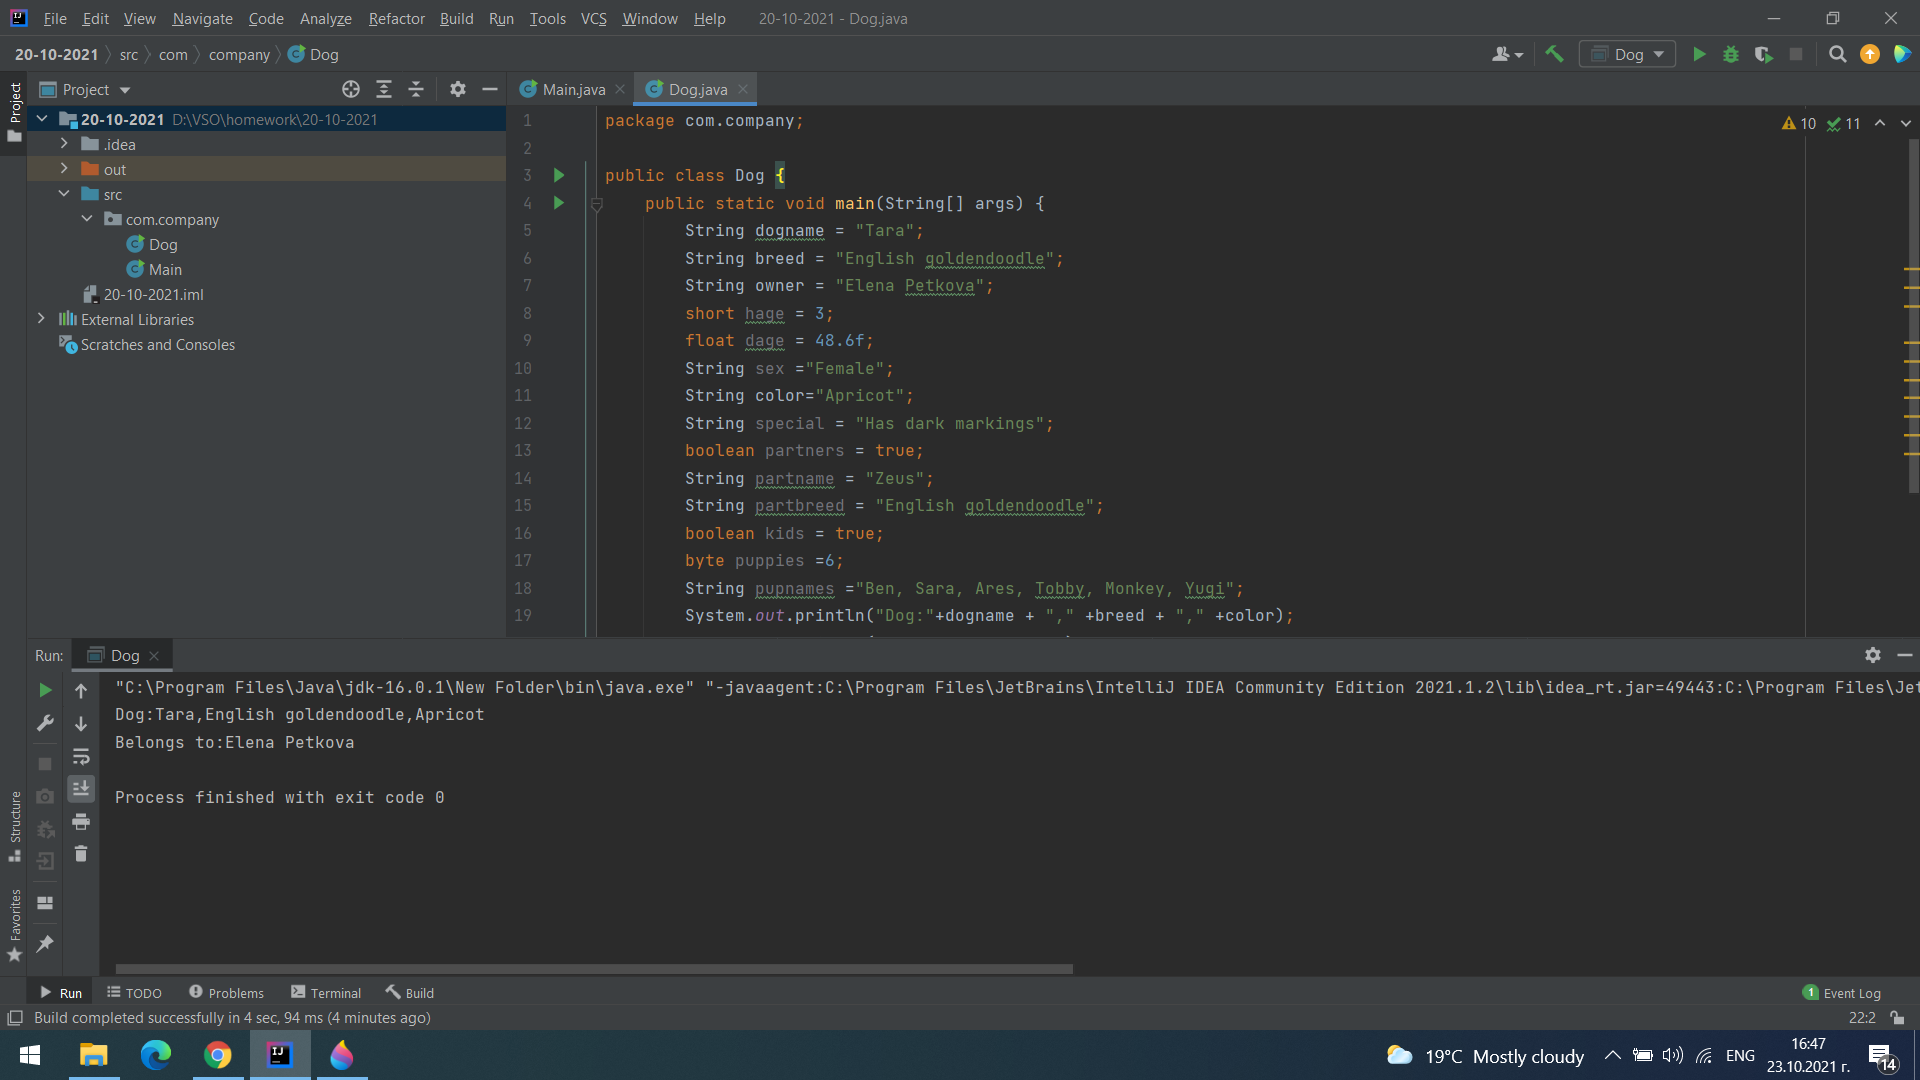 File Edit View Navigate Code Analyze Refactor Build Run Tools VCS Window Help 20-10-2021 - Dog.java
20-10-2021 src com company Dog
Dog
Project
Project
Main.java Dog.java
20-10-2021 D:\VSO\homework\20-10-2021
.idea
out
src
com.company
Dog
Main
20-10-2021.iml
External Libraries
Scratches and Consoles
10 11
1 package com.company;
2
3 public class Dog {
4 public static void main(String[] args) {
5 String dogname = "Tara";
6 String breed = "English goldendoodle";
7 String owner = "Elena Petkova";
8 short hage = 3;
9 float dage = 48.6f;
10 String sex ="Female";
11 String color="Apricot";
12 String special = "Has dark markings";
13 boolean partners = true;
14 String partname = "Zeus";
15 String partbreed = "English goldendoodle";
16 boolean kids = true;
17 byte puppies =6;
18 String pupnames ="Ben, Sara, Ares, Tobby, Monkey, Yugi";
19 System.out.println("Dog:"+dogname + "," +breed + "," +color);
Run: Dog
"C:\Program Files\Java\jdk-16.0.1\New Folder\bin\java.exe" "-javaagent:C:\Program Files\JetBrains\IntelliJ IDEA Community Edition 2021.1.2\lib\idea_rt.jar=49443:C:\Program Files\Jet
Dog:Tara,English goldendoodle,Apricot
Belongs to:Elena Petkova
Process finished with exit code 0
Structure
Favorites
Run TODO Problems Terminal Build
1 Event Log
Build completed successfully in 4 sec, 94 ms (4 minutes ago)
22:2
19°C Mostly cloudy
ENG
16:47
23.10.2021 г.
14